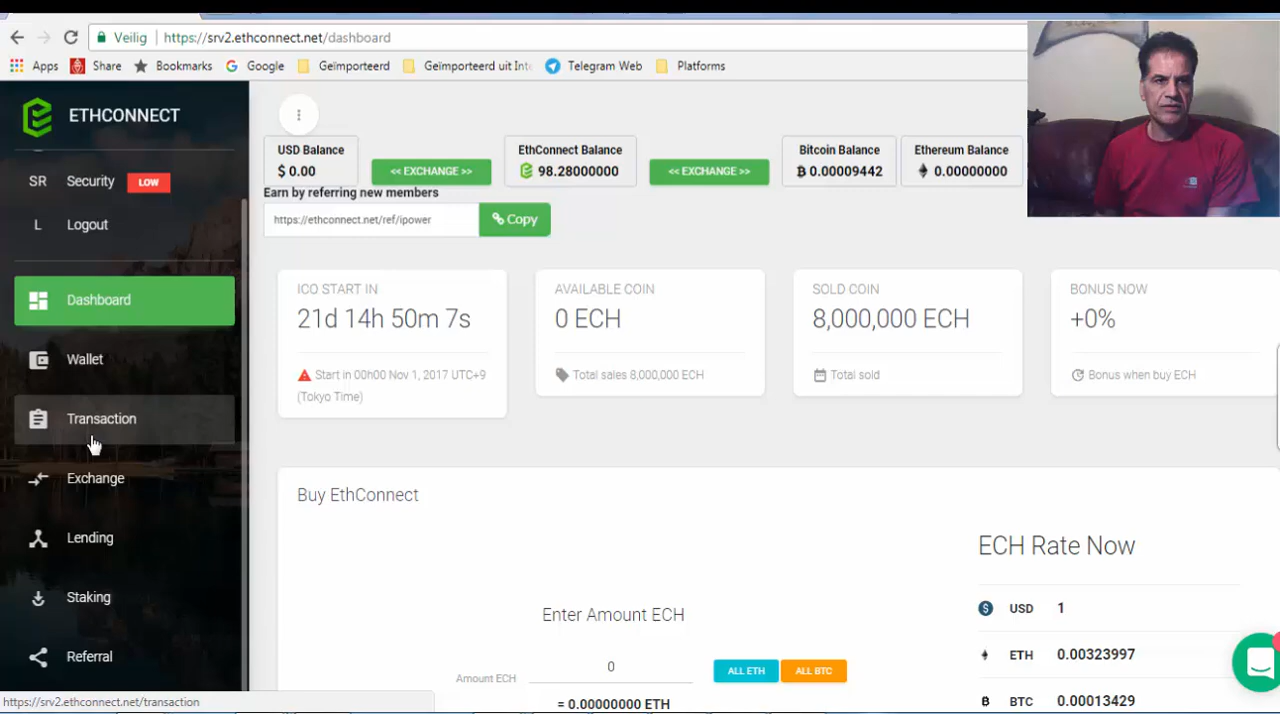 Veilig https://srv2.ethconnect.net/dashboard
Apps Share Bookmarks Google Geïmporteerd Geïmporteerd uit Telegram Web Platforms
ETHCONNECT
SR Security LOW
L Logout
Dashboard
Wallet
Transaction
Exchange
Lending
Staking
Referral
https://srv2.ethconnect.net/transaction
USD Balance
$ 0.00
<< EXCHANGE >>
EthConnect Balance
98.28000000
<< EXCHANGE >>
Bitcoin Balance
0.00009442
Ethereum Balance
0.00000000
Earn by referring new members
https://ethconnect.net/ref/ipower Copy
ICO START IN
21d 14h 50m 7s
Start in 00h00 Nov 1, 2017 UTC+9
(Tokyo Time)
AVAILABLE COIN
0 ECH
Total sales 8,000,000 ECH
SOLD COIN
8,000,000 ECH
Total sold
BONUS NOW
+0%
Bonus when buy ECH
Buy EthConnect
Enter Amount ECH
Amount ECH 0 ALL ETH ALL BTC
= 0.00000000 ETH
ECH Rate Now
USD 1
ETH 0.00323997
BTC 0.00013429